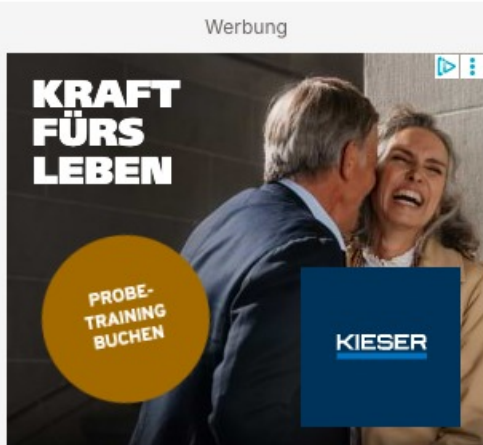 Werbung
KRAFT
FÜRS
LEBEN
PROBE-
TRAINING
BUCHEN
KIESER